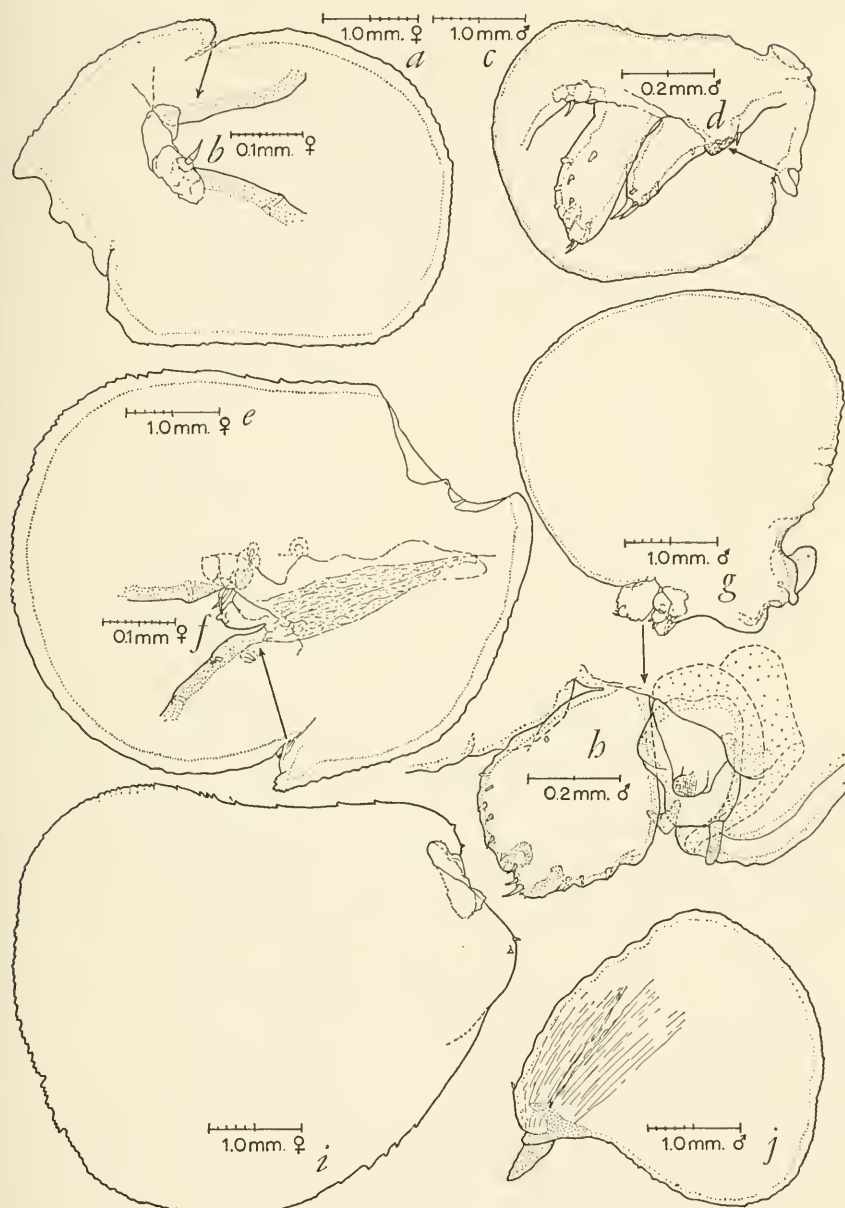 1.0 mm. ♀ a
1.0 mm. ♂ c
0.1 mm. ♀ b
0.2 mm. ♂ d
1.0 mm. ♀ e
0.1 mm ♀ f
1.0 mm. ♂ g
0.2 mm. ♂ h
1.0 mm. ♀ i
1.0 mm. ♂ j